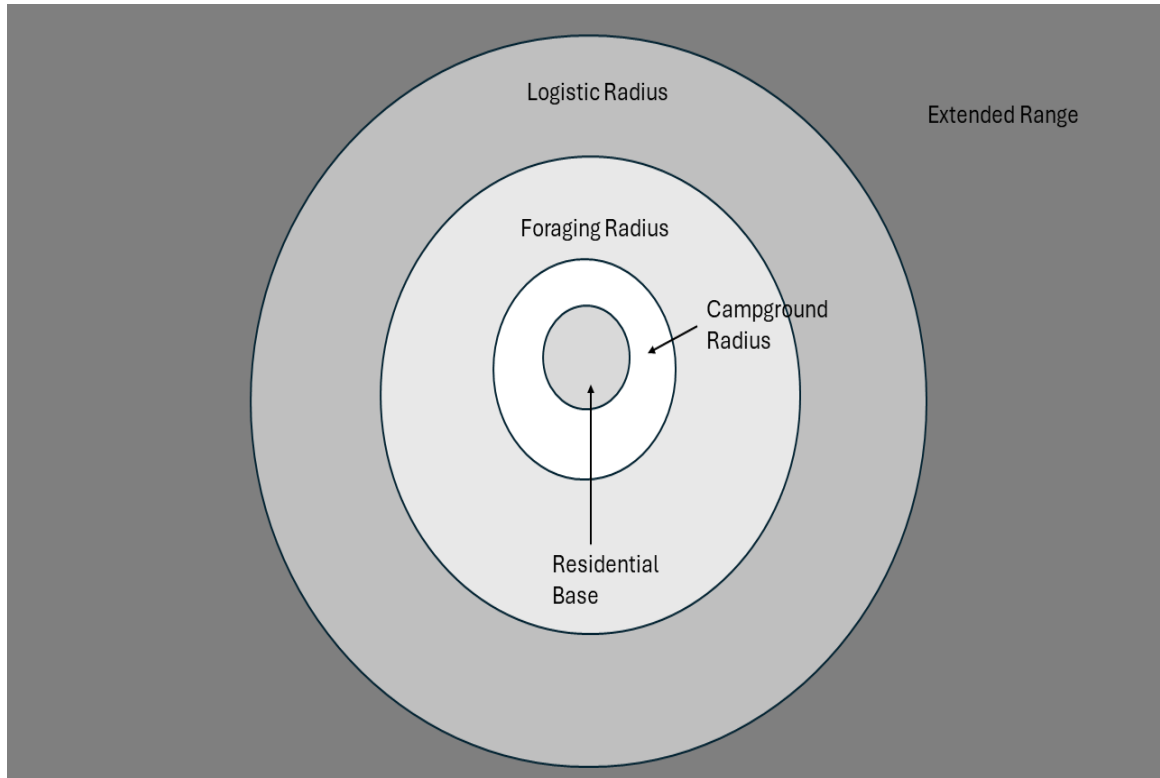 Logistic Radius
Extended Range
Foraging Radius
Campground
Radius
Residential
Base